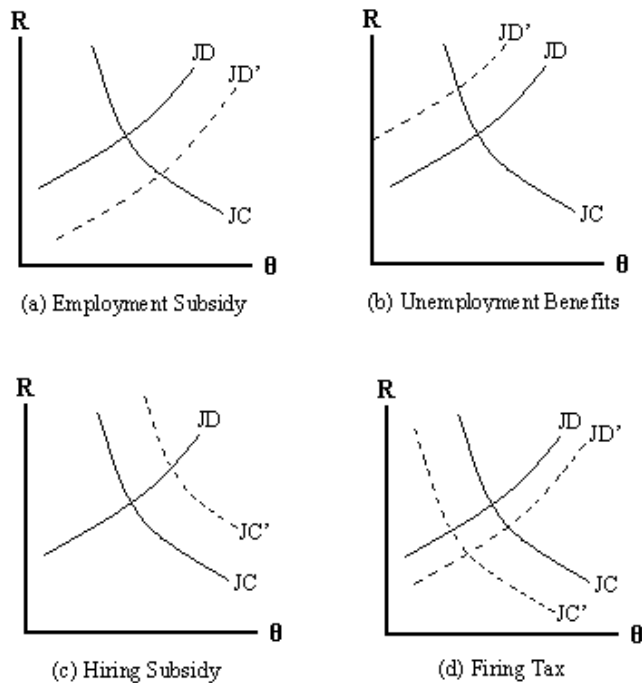 R
JD
JD'
JC
θ
(a) Employment Subsidy
R
JD'
JD
JC
θ
(b) Unemployment Benefits
R
JD
JC'
JC
θ
(c) Hiring Subsidy
R
JD
JD'
JC
JC'
θ
(d) Firing Tax